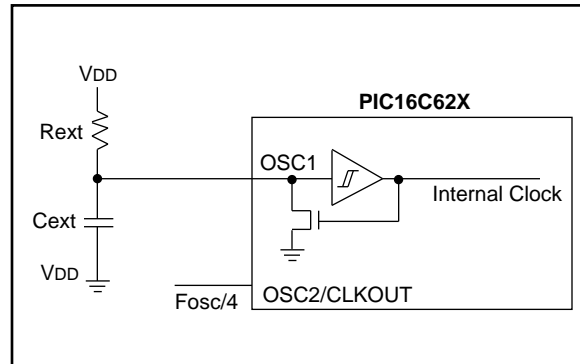 VDD
PIC16C62X
Rext
OSC1
Internal Clock
Cext
VDD
Fosc/4
OSC2/CLKOUT